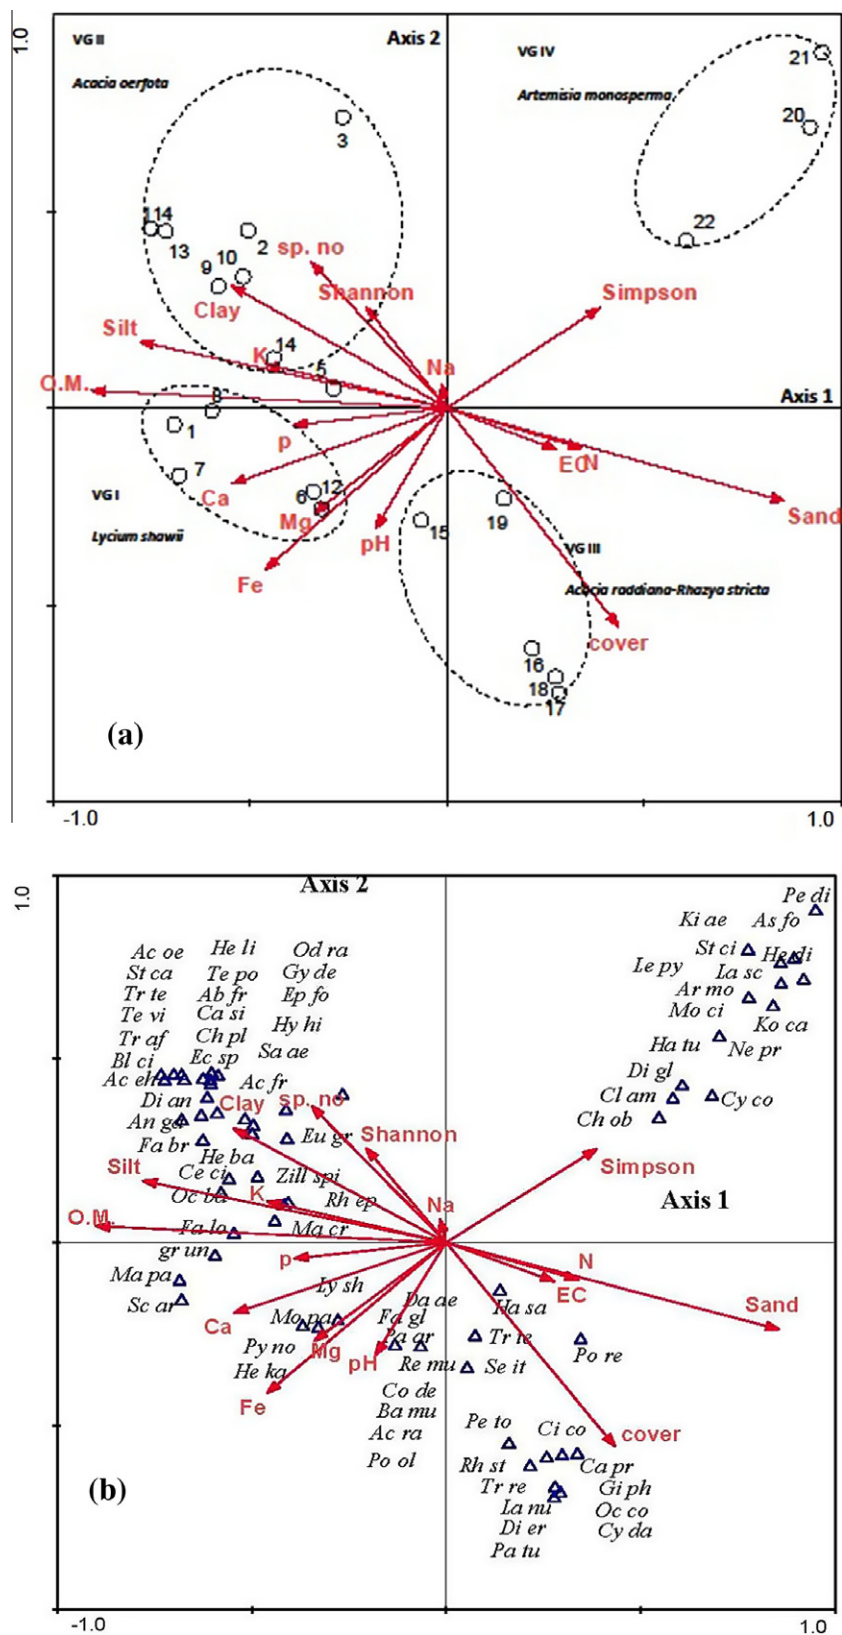 1.0
VG II
Axis 2
VG IV
21
Acacia oerfota
Artemisia monosperma
20
3
114
2
22
13
sp. no
9
10
Clay
Shannon
Simpson
Silt
K
14
5
Na
O.M.
8
Axis 1
1
p
EC
N
7
Ca
6
12
VG I
Mg
19
Sand
Lycium shawii
pH
15
VG III
Fe
Acacia raddiana-Rhazya stricta
cover
16
18
17
(a)
-1.0
1.0
1.0
Axis 2
Pe di
Ki ae
As fo
Ac oe
He li
Od ra
St ci
He di
St ca
Te po
Gy de
Le py
La sc
Tr te
Ab fr
Ep fo
Ar mo
Te vi
Ca si
Mo ci
Ko ca
Tr af
Ch pl
Hy hi
Bl ci
Ec sp
Sa ae
Ha tu
Ne pr
Ac eh
Ac fr
Di gl
Di an
Clay
sp. no
Cl am
Cy co
An ga
Eu gr
Shannon
Ch ob
Fa br
He ba
Silt
Ce ci
Zill spi
Simpson
Oc ba
K
Rh ep
Na
Axis 1
O.M.
Fa lo
Ma cr
gr un
p
N
Ma pa
Ly sh
EC
Sc ar
Da ae
Ha sa
Sand
Ca
Mo pa
Fa gl
Py no
Mg
pH
Pa ar
Tr te
Po re
He ka
Re mu
Se it
Fe
Co de
Ba mu
Pe to
Ci co
cover
Ac ra
Po ol
Rh st
Ca pr
(b)
Tr re
Gi ph
La nu
Oc co
Di er
Cy da
Pa tu
-1.0
1.0